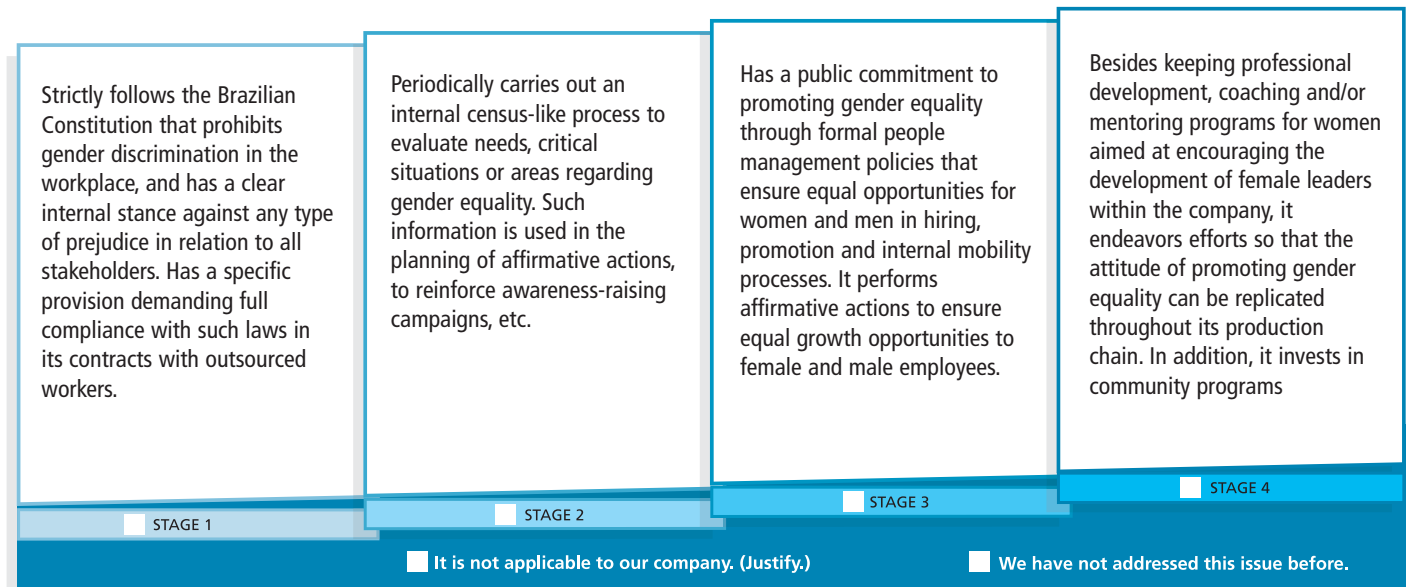 Strictly follows the Brazilian
Constitution that prohibits
gender discrimination in the
workplace, and has a clear
internal stance against any type
of prejudice in relation to all
stakeholders. Has a specific
provision demanding full
compliance with such laws in
its contracts with outsourced
workers.
STAGE 1
Periodically carries out an
internal census-like process to
evaluate needs, critical
situations or areas regarding
gender equality. Such
information is used in the
planning of affirmative actions,
to reinforce awareness-raising
campaigns, etc.
STAGE 2
Has a public commitment to
promoting gender equality
through formal people
management policies that
ensure equal opportunities for
women and men in hiring,
promotion and internal mobility
processes. It performs
affirmative actions to ensure
equal growth opportunities to
female and male employees.
STAGE 3
Besides keeping professional
development, coaching and/or
mentoring programs for women
aimed at encouraging the
development of female leaders
within the company, it
endeavors efforts so that the
attitude of promoting gender
equality can be replicated
throughout its production
chain. In addition, it invests in
community programs
STAGE 4
It is not applicable to our company. (Justify.)
We have not addressed this issue before.